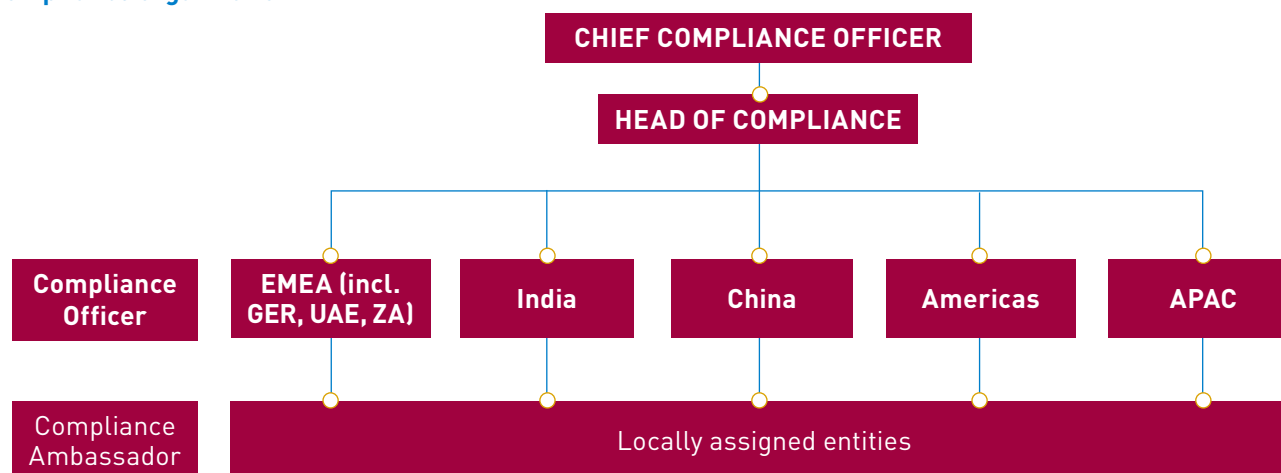 CHIEF COMPLIANCE OFFICER
HEAD OF COMPLIANCE
Compliance
Officer
EMEA (incl.
GER, UAE, ZA)
India
China
Americas
APAC
Compliance
Ambassador
Locally assigned entities